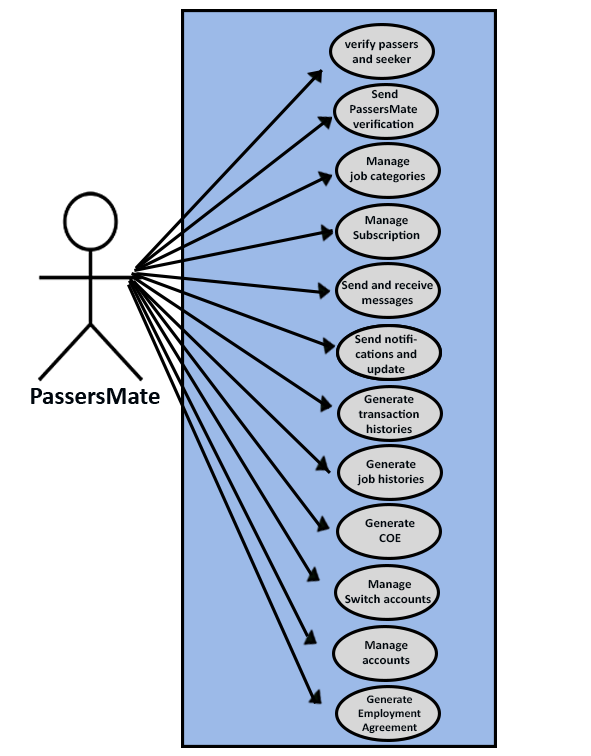 verify passers
and seeker
Send
PassersMate
verification
Manage
job categories
Manage
Subscription
Send and receive
messages
Send notifi-
cations and
update
PassersMate
Generate
transaction
histories
Generate
job histories
Generate
COE
Manage
Switch accounts
Manage
accounts
Generate
Employment
Agreement